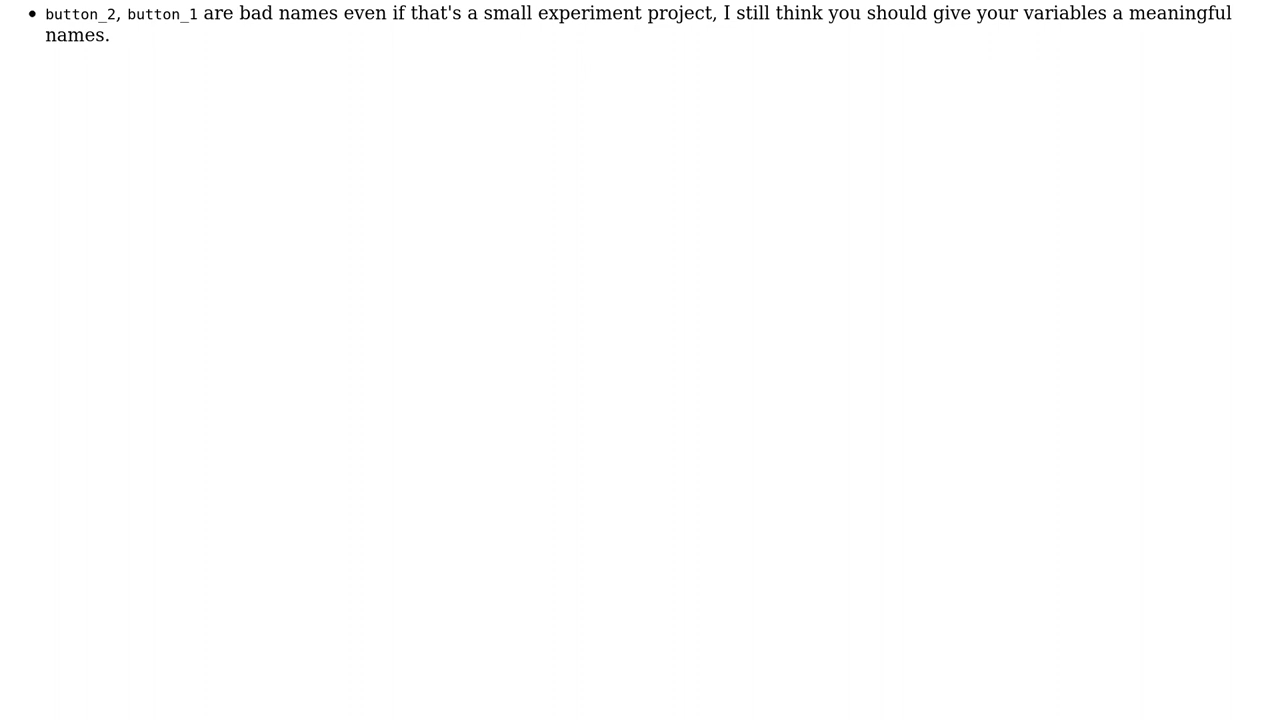 • button_2, button_1 are bad names even if that's a small experiment project, I still think you should give your variables a meaningful
names.